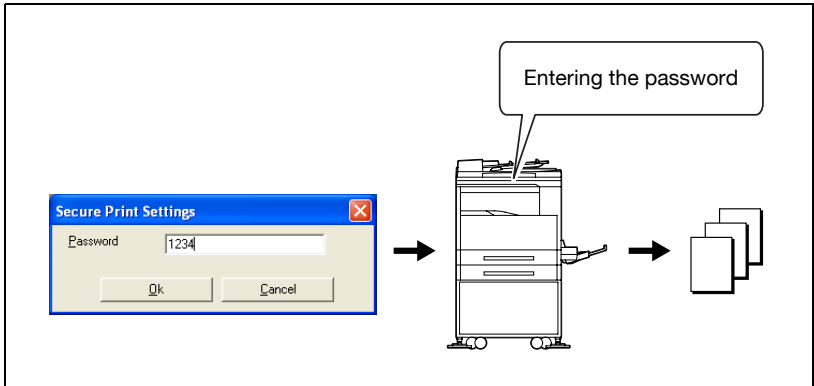 Entering the password
Secure Print Settings
Password 1234
Ok Cancel